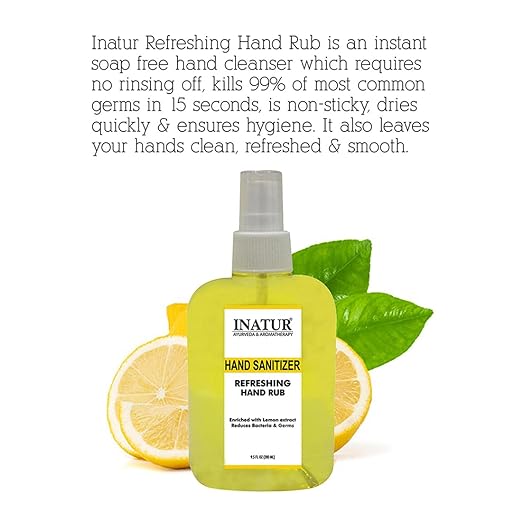 Inatur Refreshing Hand Rub is an instant
soap free hand cleanser which requires
no rinsing off, kills 99% of most common
germs in 15 seconds, is non-sticky, dries
quickly & ensures hygiene. It also leaves
your hands clean, refreshed & smooth.
INATUR®
AYURVEDA & AROMATHERAPY
HAND SANITIZER
REFRESHING
HAND RUB
Enriched with Lemon extract
Reduces Bacteria & Germs